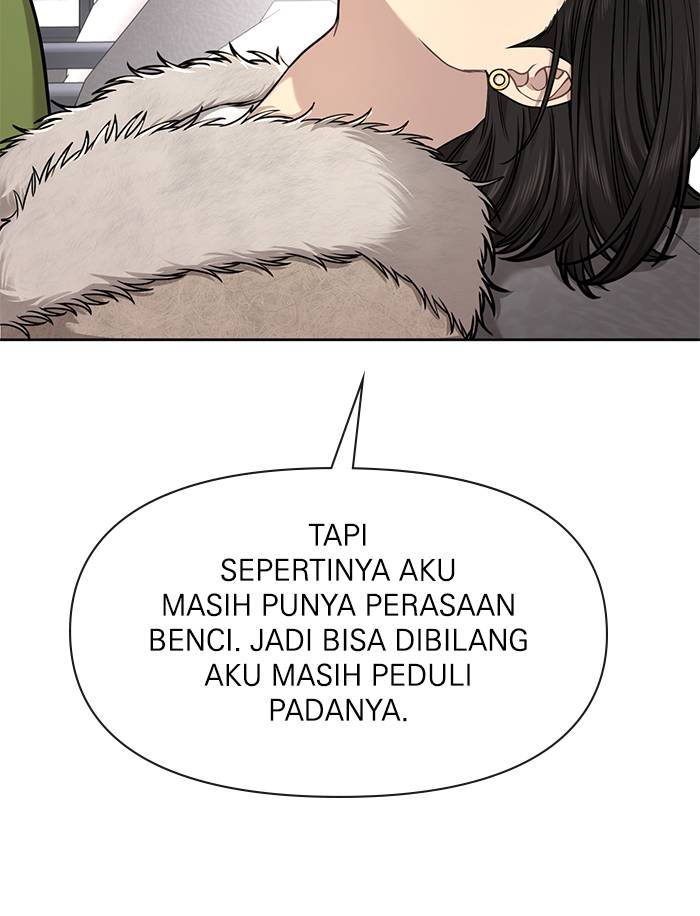 TAPI
SEPERTINYA AKU
MASIH PUNYA PERASAAN
BENCI. JADI BISA DIBILANG
AKU MASIH PEDULI
PADANYA.